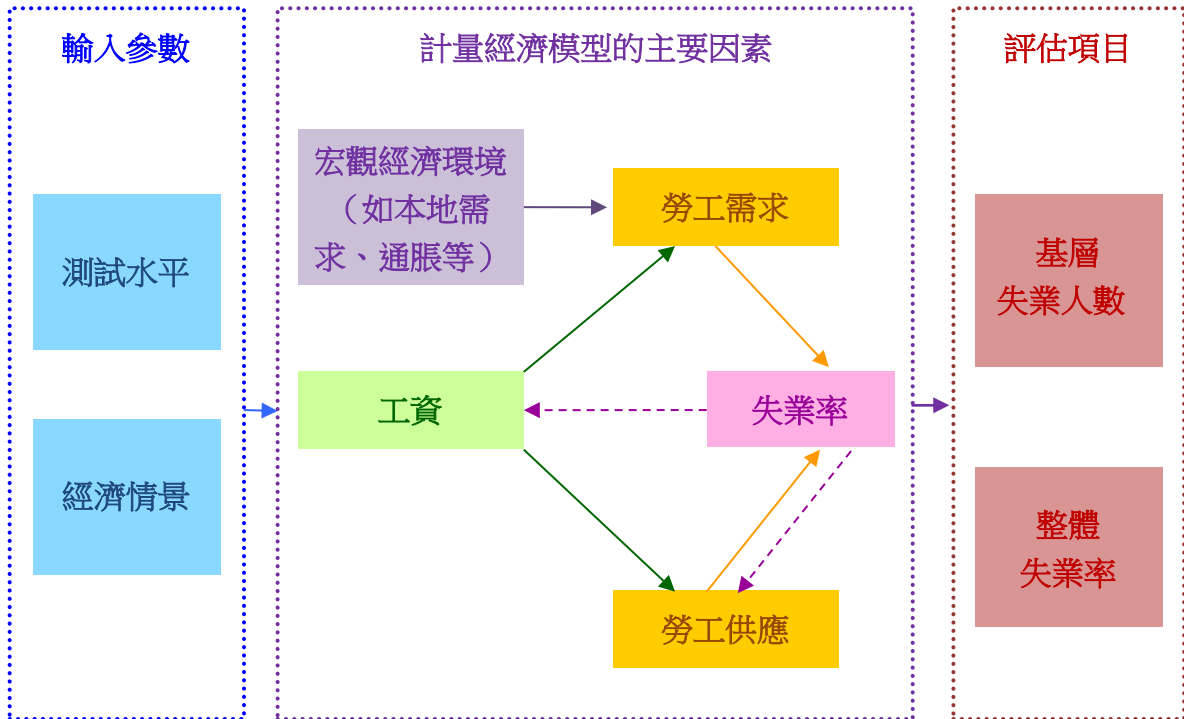 輸入參數
計量經濟模型的主要因素
評估項目
宏觀經濟環境
（如本地需
求、通脹等）
勞工需求
測試水平
基層
失業人數
工資
失業率
經濟情景
整體
失業率
勞工供應